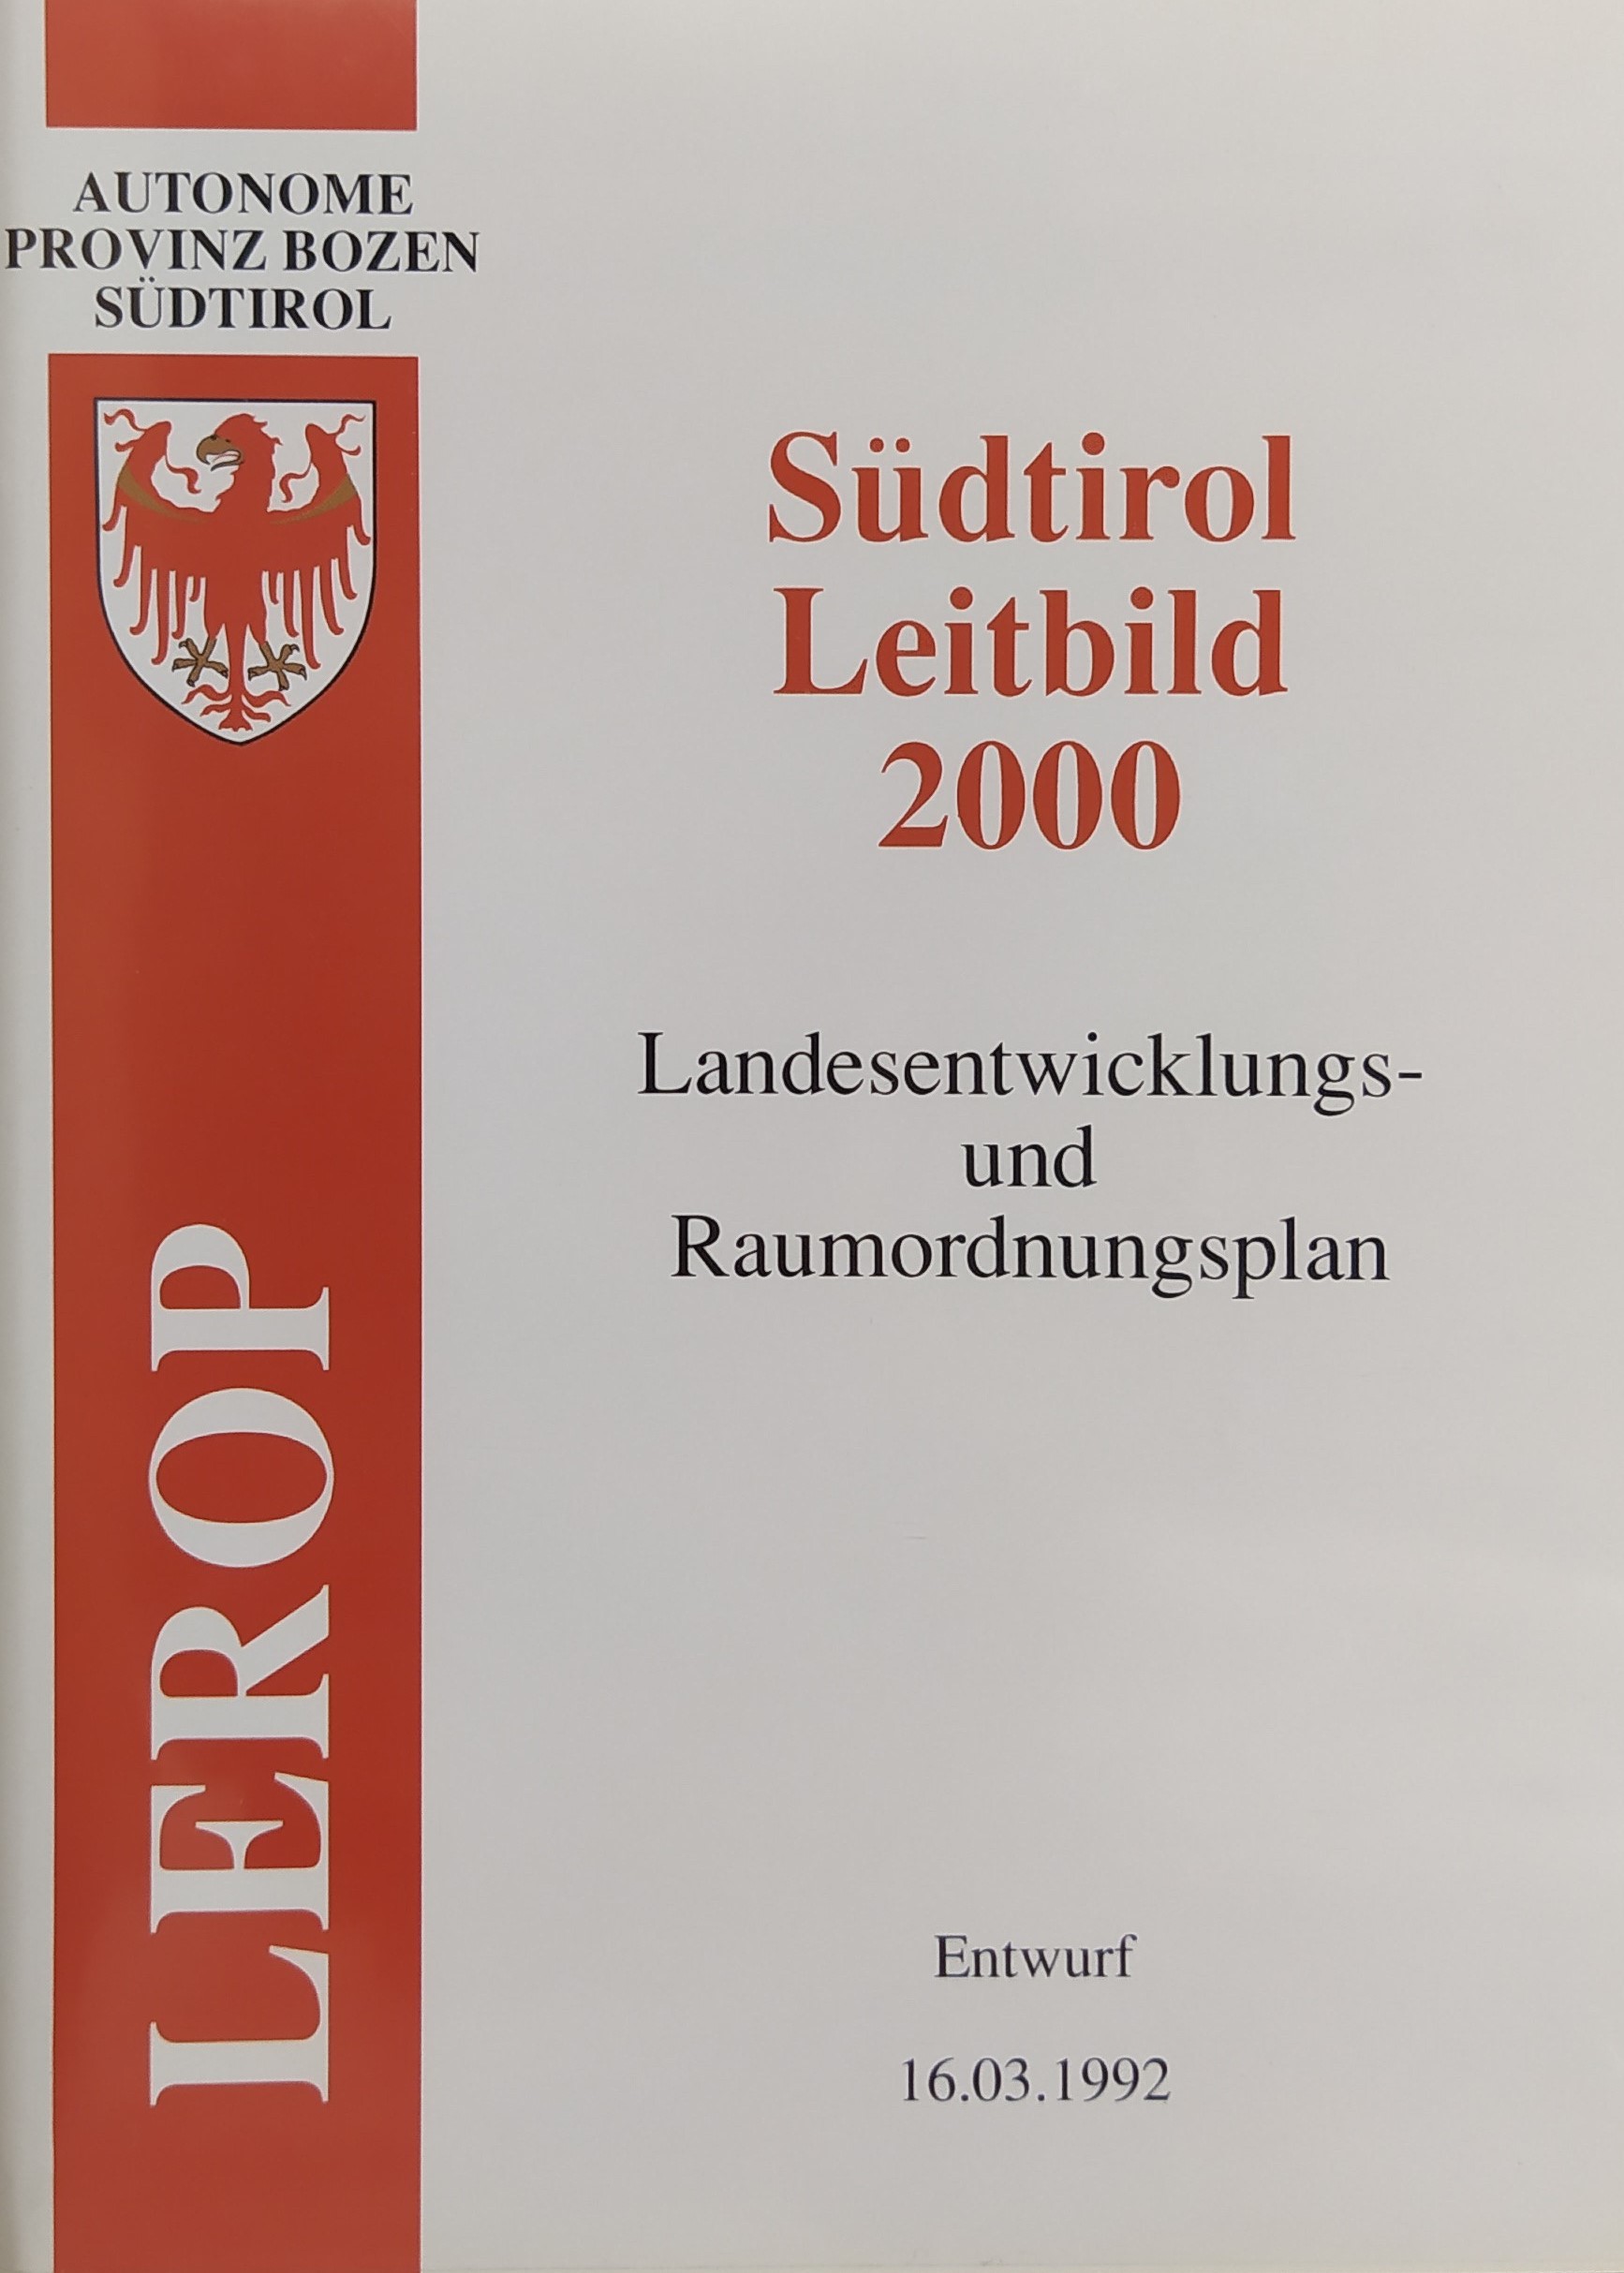 AUTONOME
PROVINZ BOZEN
SÜDTIROL
Südtirol
Leitbild
2000
Landesentwicklungs-
und
Raumordnungsplan
LEROP
Entwurf
16.03.1992